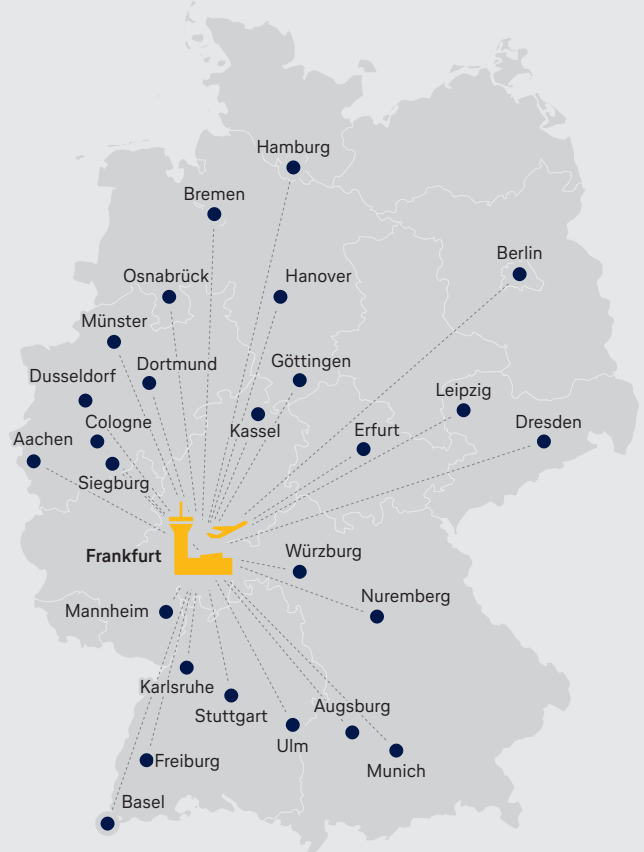 Hamburg
Bremen
Berlin
Osnabrück
Hanover
Münster
Dortmund
Göttingen
Dusseldorf
Leipzig
Cologne
Kassel
Erfurt
Dresden
Aachen
Siegburg
Frankfurt
Würzburg
Nuremberg
Mannheim
Karlsruhe
Stuttgart
Augsburg
Ulm
Munich
Freiburg
Basel